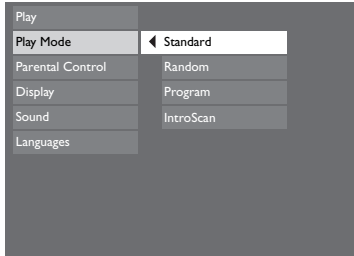 Play
Play Mode
Standard
Parental Control
Random
Display
Program
Sound
IntroScan
Languages